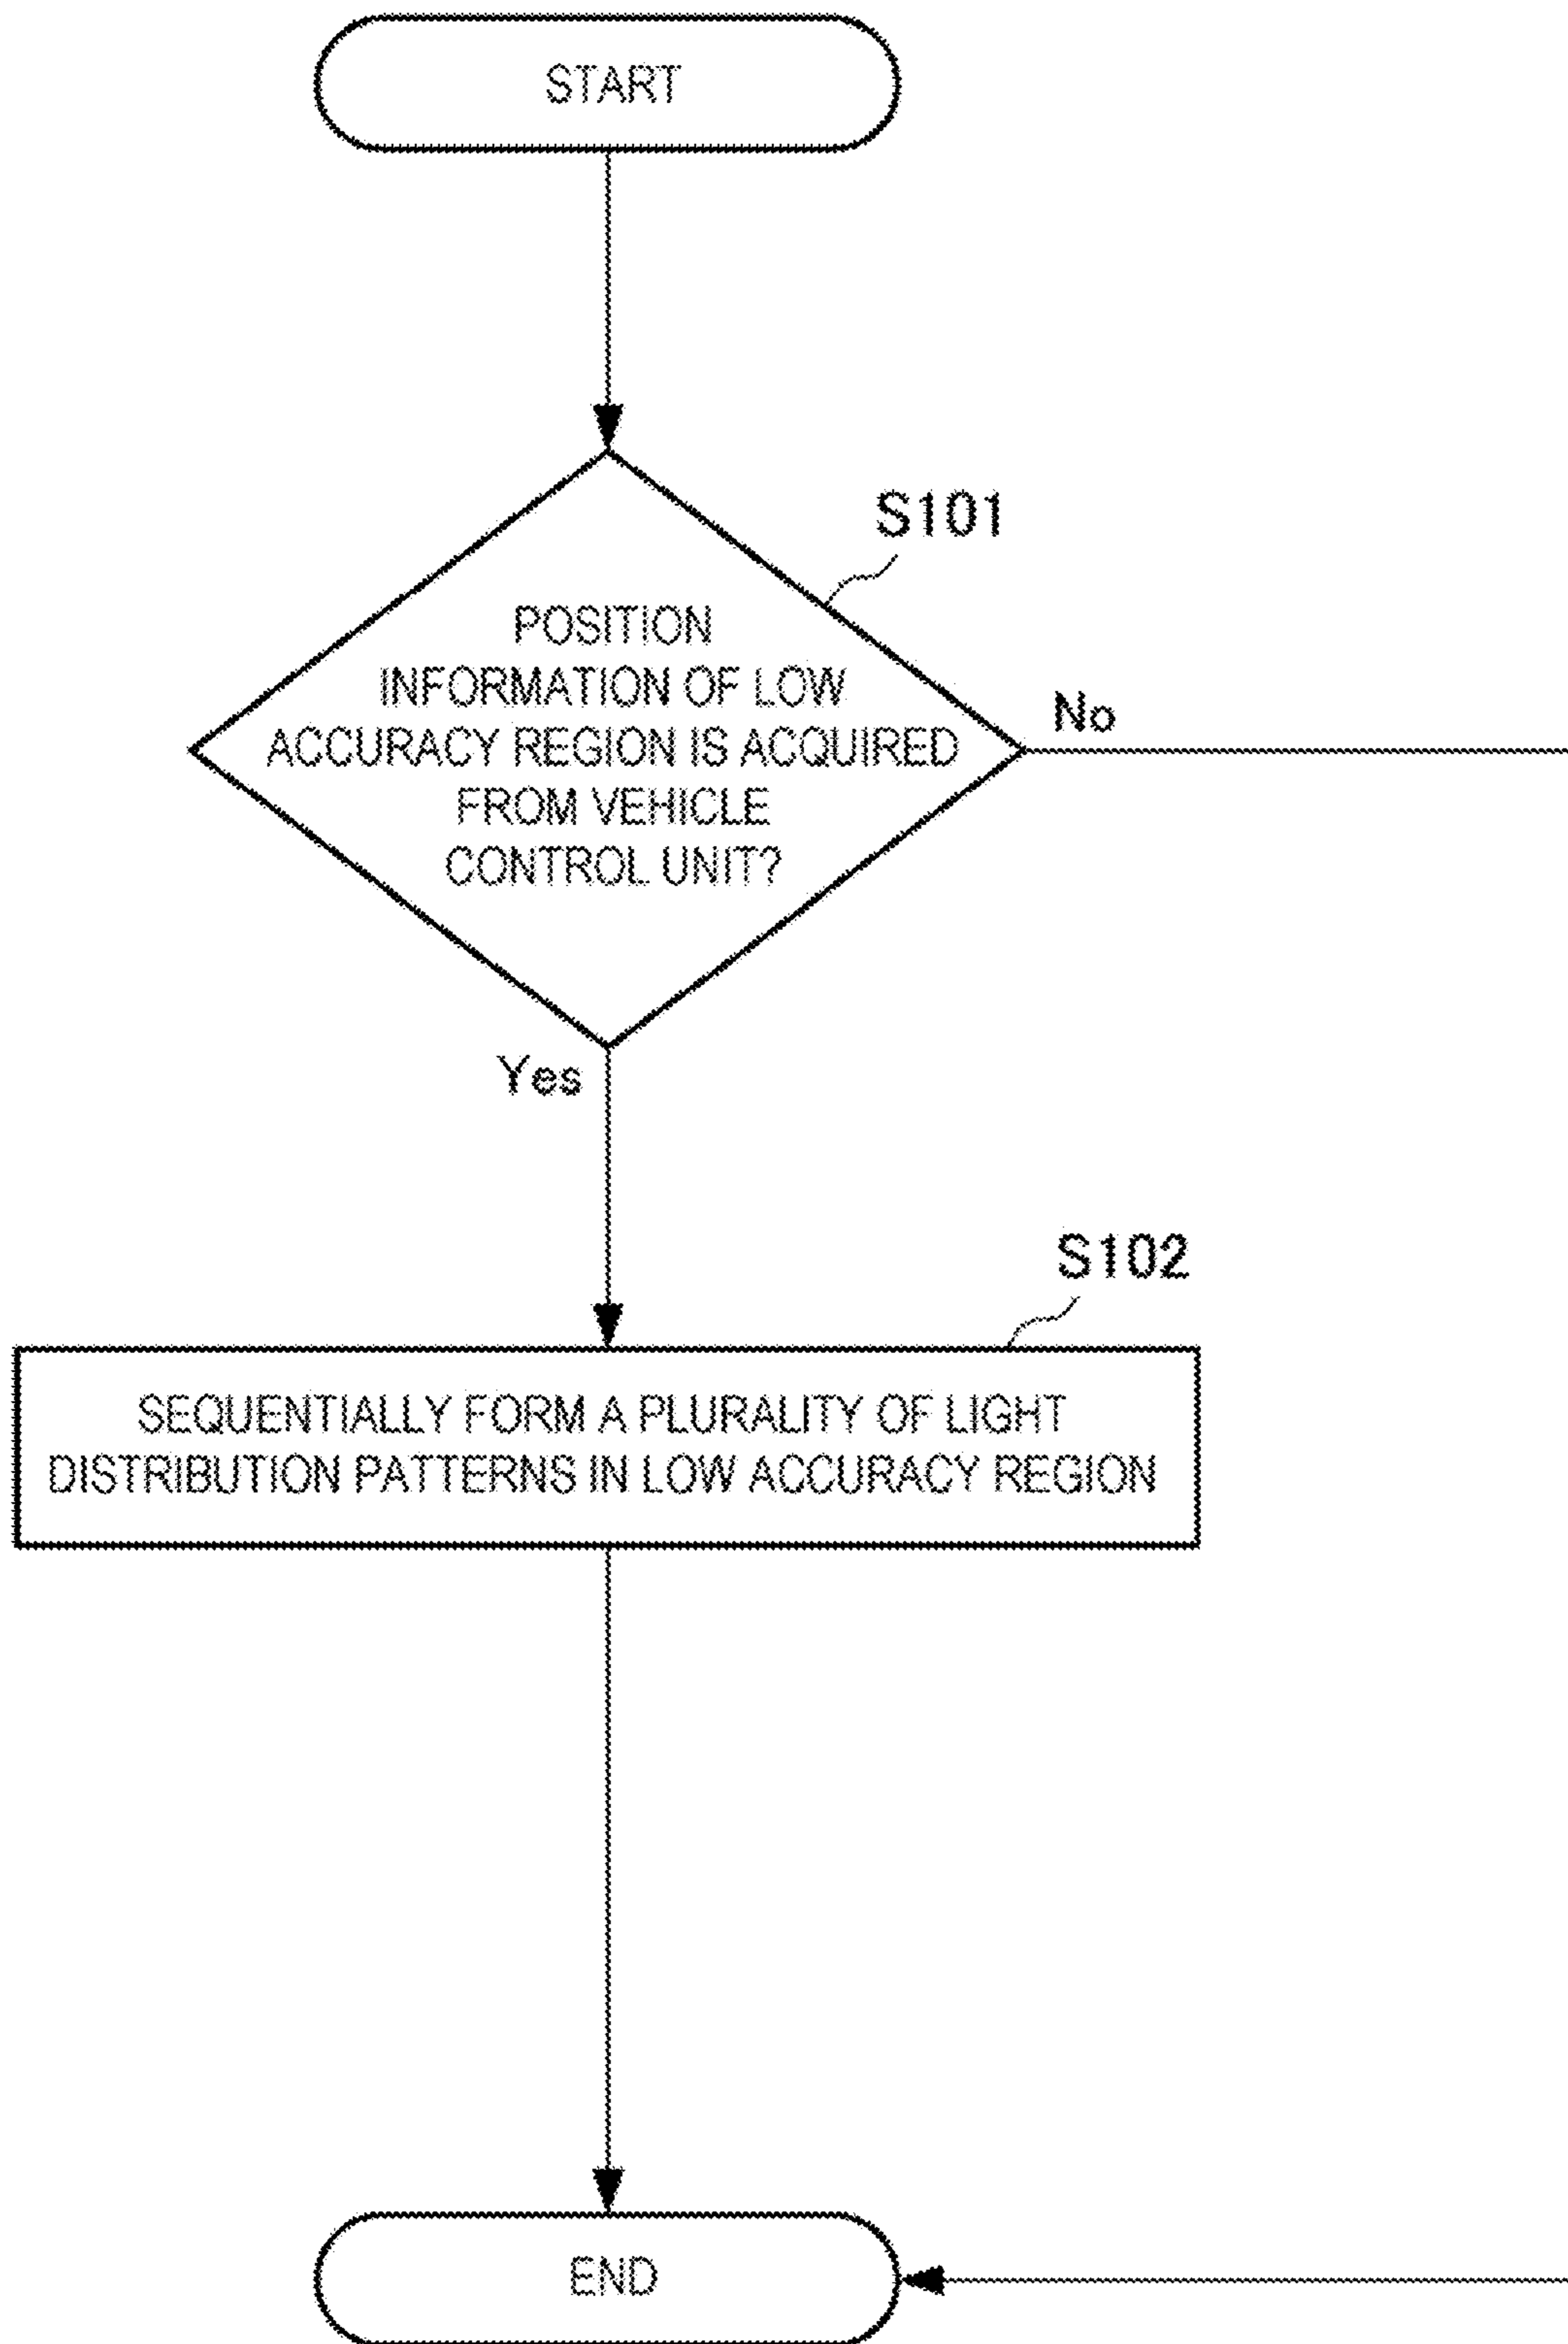 START
S101
POSITION
INFORMATION OF LOW
ACCURACY REGION IS ACQUIRED
FROM VEHICLE
CONTROL UNIT?
No
Yes
S102
SEQUENTIALLY FORM A PLURALITY OF LIGHT
DISTRIBUTION PATTERNS IN LOW ACCURACY REGION
END